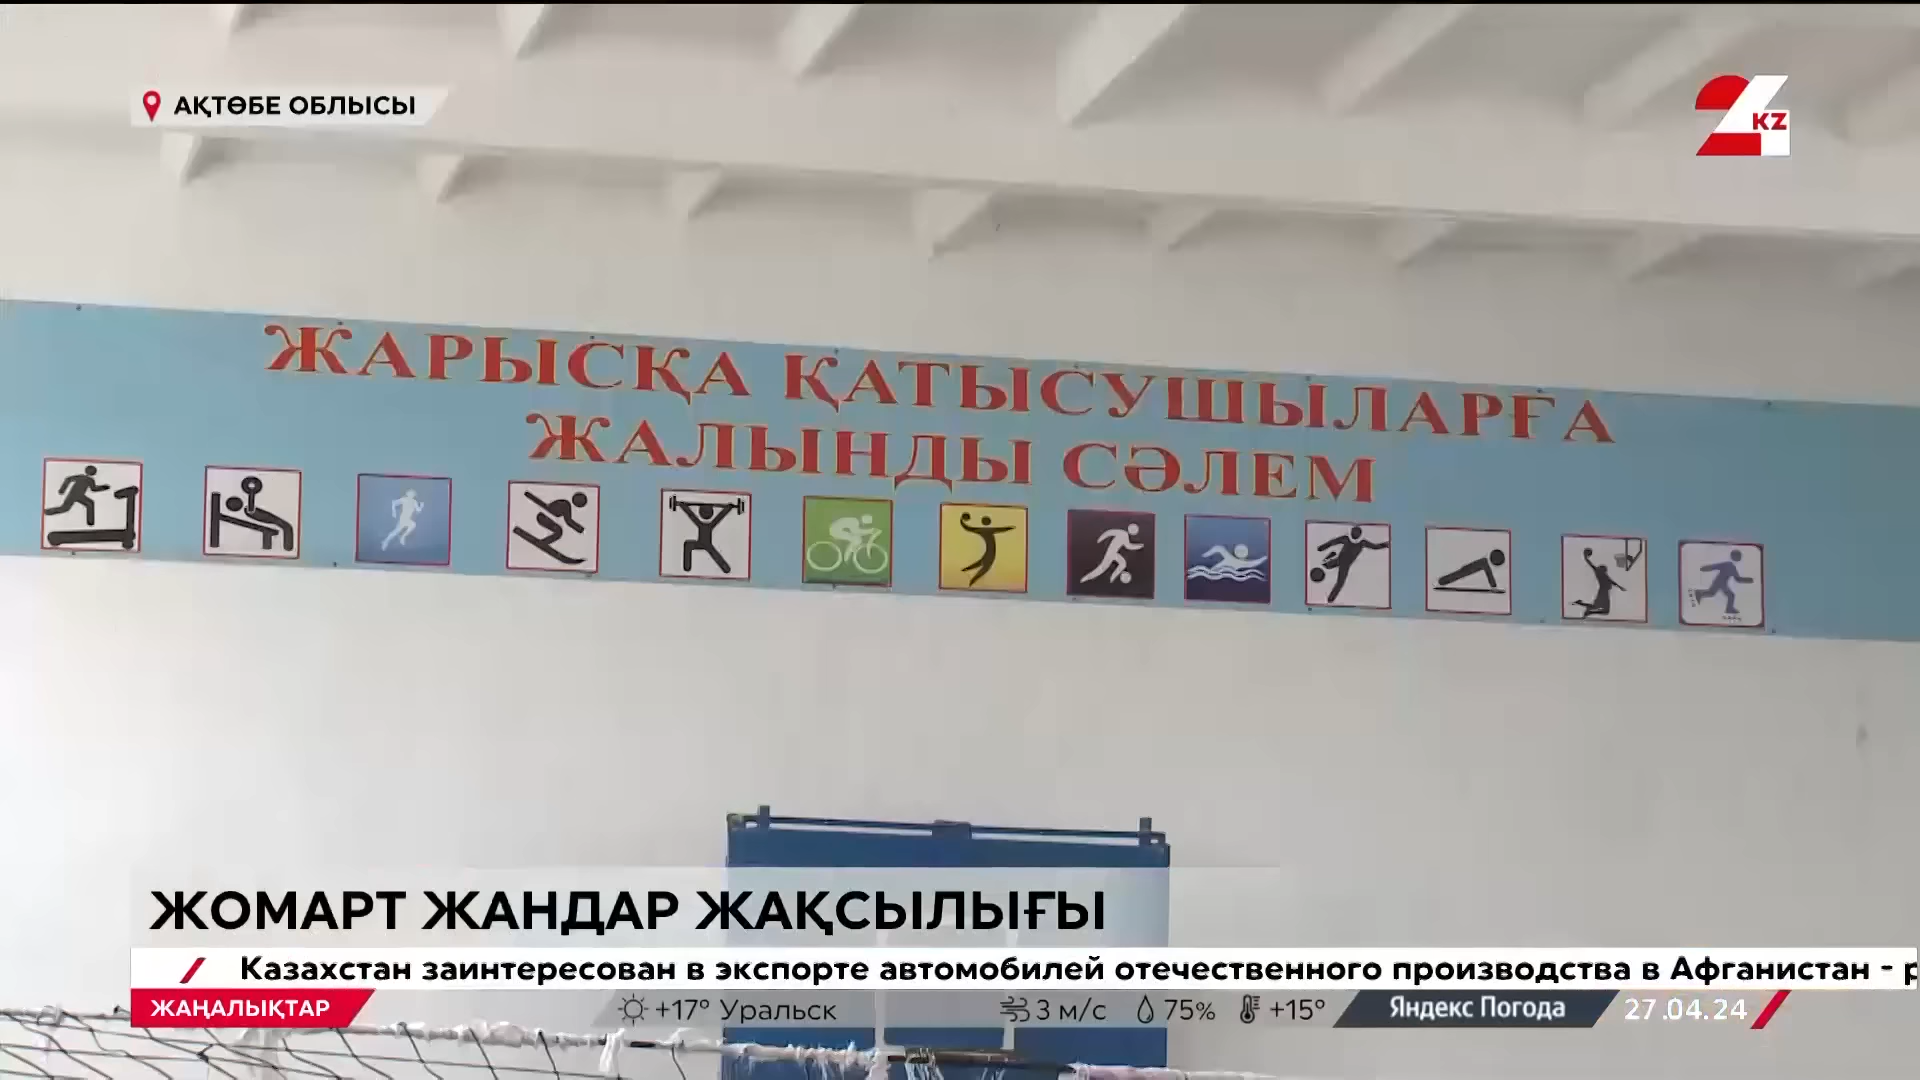 АҚТӨБЕ ОБЛЫСЫ
24 KZ
ЖАРЫСҚА ҚАТЫСУШЫЛАРҒА
ЖАЛЫНДЫ СӘЛЕМ
ЖОМАРТ ЖАНДАР ЖАҚСЫЛЫҒЫ
Казахстан заинтересован в экспорте автомобилей отечественного производства в Афганистан - р
ЖАҢАЛЫҚТАР
+17° Уральск 3 м/с 75% +15° Яндекс Погода 27.04.24